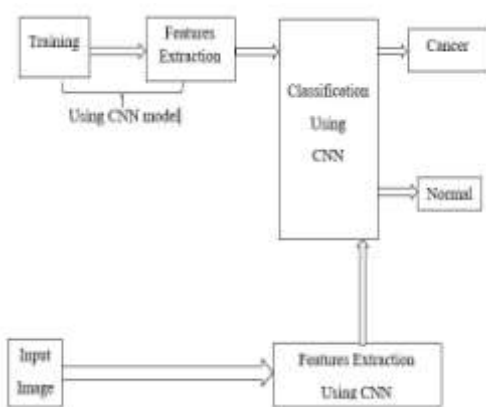 Training
Features
Extraction
Using CNN model
Classification
Using
CNN
Cancer
Normal
Input
Image
Features Extraction
Using CNN